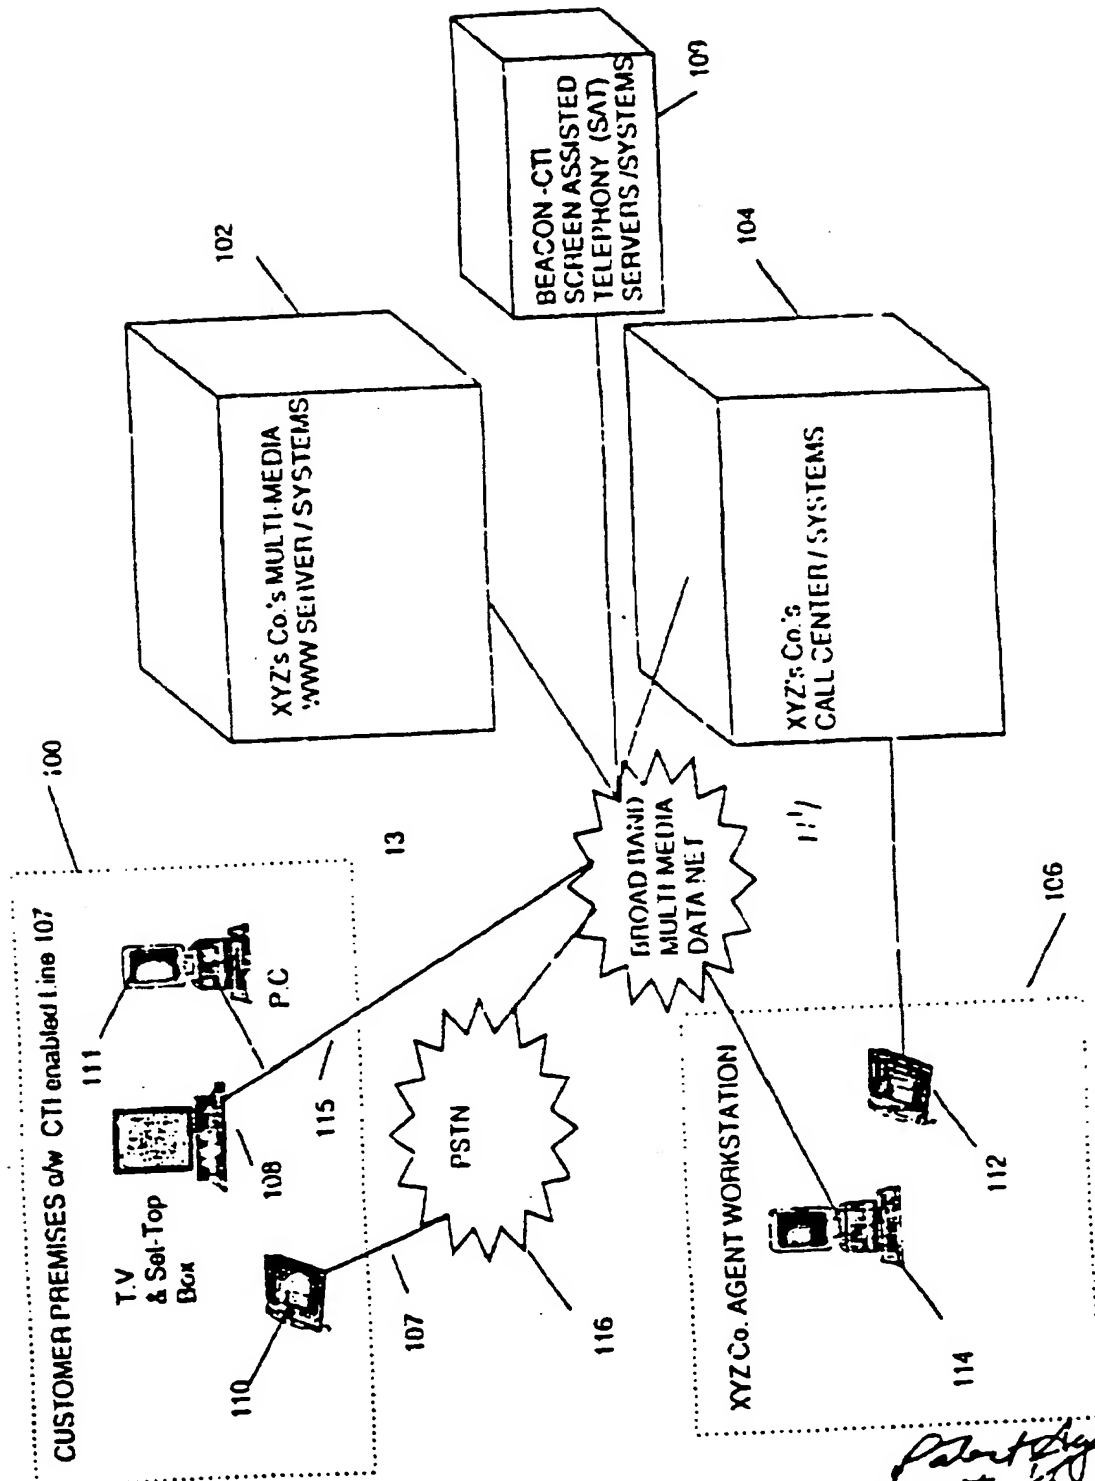 CUSTOMER PREMISES a/w CTI enabled Line 107
100
111
T.V
& Set-Top
Box
P.C
108
110
115
107
13
PSTN
116
BROAD BAND
MULTI MEDIA
DATA NET
102
XYZ's Co.'s MULTI-MEDIA
WWW SERVER / SYSTEMS
109
BEACON-CTI
SCREEN ASSISTED
TELEPHONY (SAT)
SERVERS /SYSTEMS
104
XYZ's Co.'s
CALL CENTER / SYSTEMS
106
XYZ Co. AGENT WORKSTATION
112
114
Patent